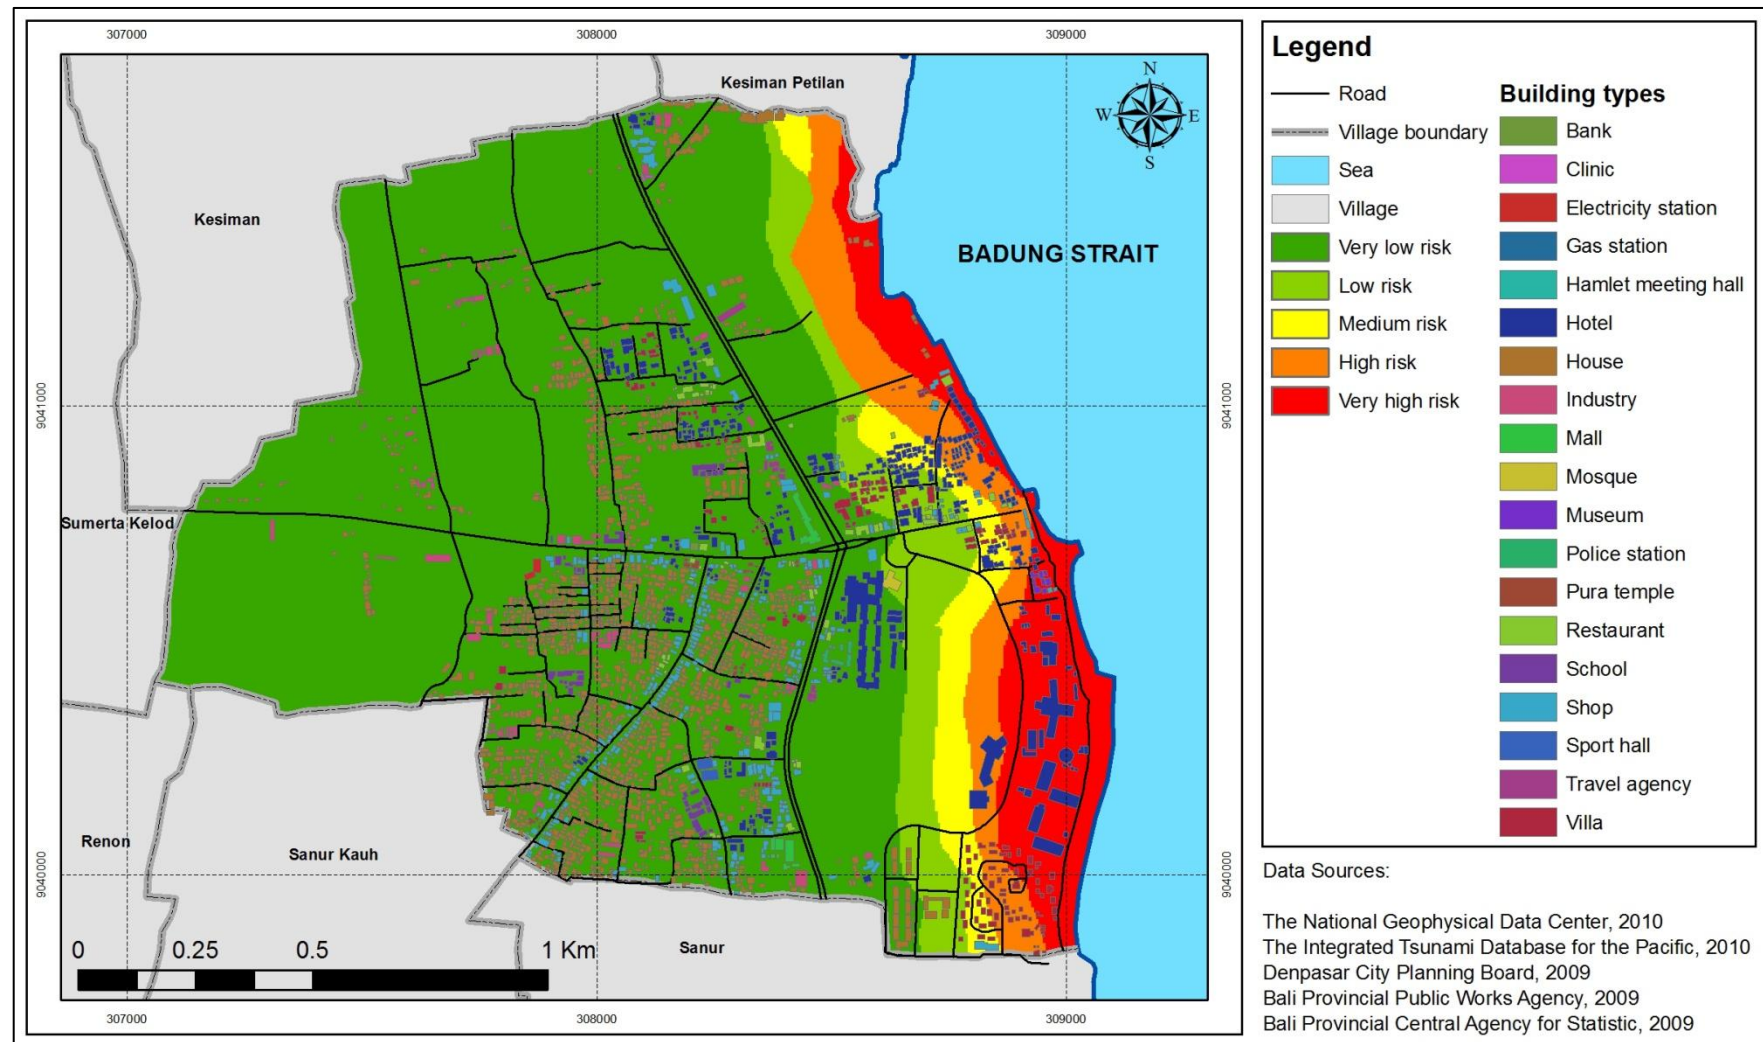 307000
308000
309000
Kesiman Petilan
N
W
E
S
Kesiman
BADUNG STRAIT
9041000
9041000
Sumerta Kelod
Renon
Sanur Kauh
9040000
9040000
Sanur
0
0.25
0.5
1 Km
307000
308000
309000
Legend
Road
Village boundary
Sea
Village
Very low risk
Low risk
Medium risk
High risk
Very high risk
Building types
Bank
Clinic
Electricity station
Gas station
Hamlet meeting hall
Hotel
House
Industry
Mall
Mosque
Museum
Police station
Pura temple
Restaurant
School
Shop
Sport hall
Travel agency
Villa
Data Sources:
The National Geophysical Data Center, 2010
The Integrated Tsunami Database for the Pacific, 2010
Denpasar City Planning Board, 2009
Bali Provincial Public Works Agency, 2009
Bali Provincial Central Agency for Statistic, 2009